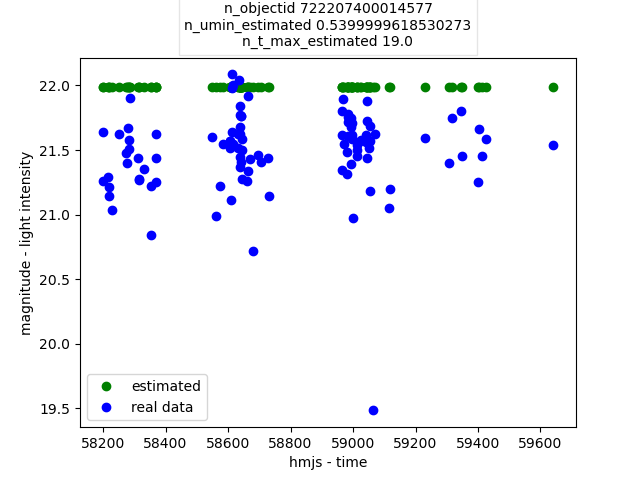 n_objectid 722207400014577
n_umin_estimated 0.5399999618530273
n_t_max_estimated 19.0
22.0
21.5
21.0
20.5
20.0
19.5
magnitude - light intensity
estimated
real data
58200 58400 58600 58800 59000 59200 59400 59600
hmjs - time